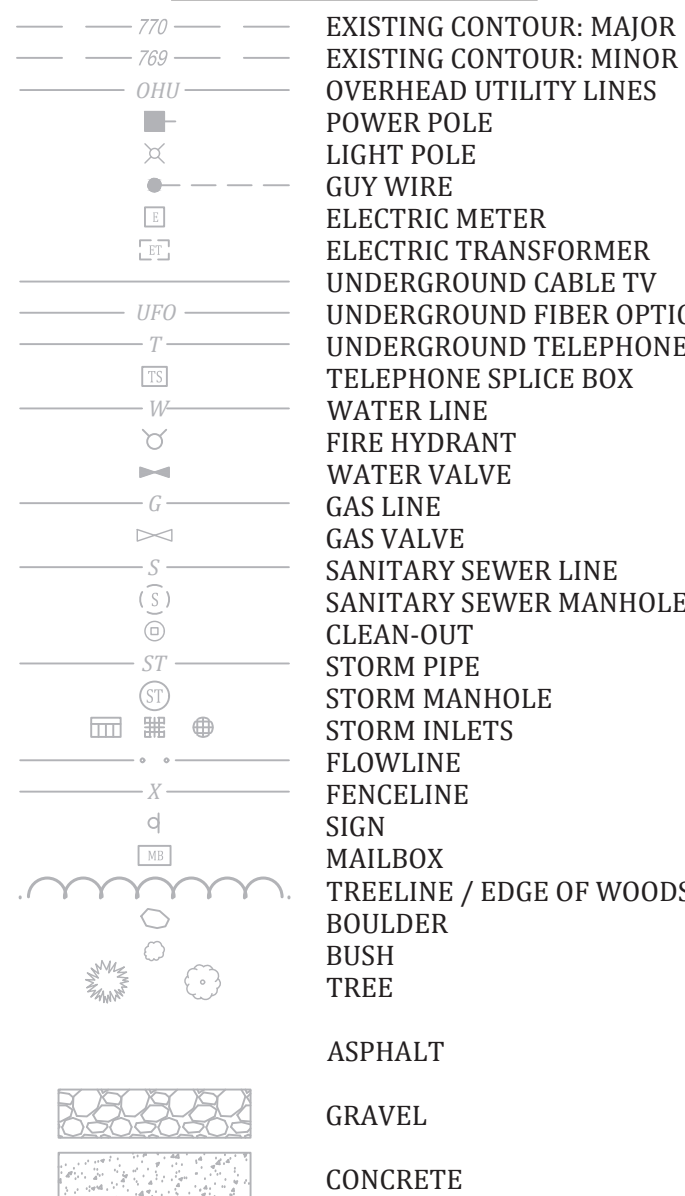 770 EXISTING CONTOUR: MAJOR
769 EXISTING CONTOUR: MINOR
OHU OVERHEAD UTILITY LINES
POWER POLE
LIGHT POLE
GUY WIRE
E ELECTRIC METER
ET ELECTRIC TRANSFORMER
UNDERGROUND CABLE TV
UFO UNDERGROUND FIBER OPTIC
T UNDERGROUND TELEPHONE
TS TELEPHONE SPLICE BOX
W WATER LINE
FIRE HYDRANT
WATER VALVE
G GAS LINE
GAS VALVE
S SANITARY SEWER LINE
S SANITARY SEWER MANHOLE
CLEAN-OUT
ST STORM PIPE
ST STORM MANHOLE
STORM INLETS
FLOWLINE
X FENCELINE
SIGN
MB MAILBOX
TREELINE / EDGE OF WOODS
BOULDER
BUSH
TREE
ASPHALT
GRAVEL
CONCRETE